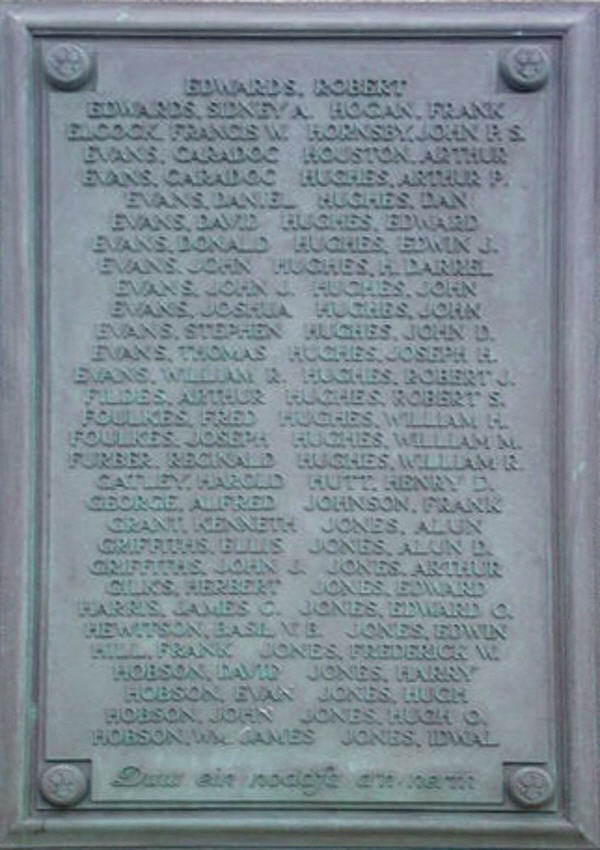 EDWARDS, ROBERT
EDWARDS, SIDNEY A. HOGAN, FRANK
ELCOCK, FRANCIS W. HORNSBY, JOHN P. S.
EVANS, CARADOC HOUSTON, ARTHUR
EVANS, CARADOC HUGHES, ARTHUR P.
EVANS, DANIEL HUGHES, DAN
EVANS, DAVID HUGHES, EDWARD
EVANS, DONALD HUGHES, EDWIN J.
EVANS, JOHN HUGHES, H. DARREL
EVANS, JOHN J. HUGHES, JOHN
EVANS, JOSHUA HUGHES, JOHN
EVANS, STEPHEN HUGHES, JOHN D.
EVANS, THOMAS HUGHES, JOSEPH H.
EVANS, WILLIAM R. HUGHES, ROBERT J.
FILDES, ARTHUR HUGHES, ROBERT S.
FOULKES, FRED HUGHES, WILLIAM H.
FOULKES, JOSEPH HUGHES, WILLIAM M.
FURBER, REGINALD HUGHES, WILLIAM R.
GATLEY, HAROLD HUTT, HENRY D.
GEORGE, ALFRED JOHNSON, FRANK
GRANT, KENNETH JONES, ALUN
GRIFFITHS, ELLIS JONES, ALUN D.
GRIFFITHS, JOHN J. JONES, ARTHUR
GILKS, HERBERT JONES, EDWARD
HARRIS, JAMES C. JONES, EDWARD O.
HEWITSON, BASIL V. B. JONES, EDWIN
HILL, FRANK JONES, FREDERICK W.
HOBSON, DAVID JONES, HARRY
HOBSON, EVAN JONES, HUGH
HOBSON, JOHN JONES, HUGH O.
HOBSON, WM. JAMES JONES, IDWAL
Duw ein noddfa a'n nerth